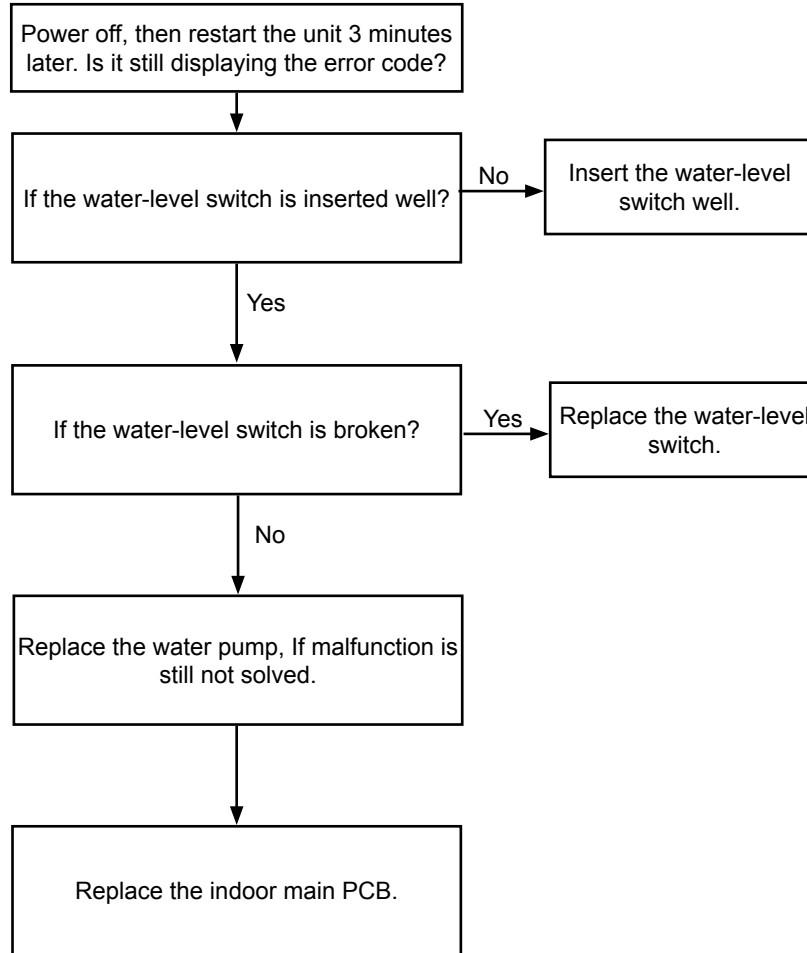 Power off, then restart the unit 3 minutes
later. Is it still displaying the error code?
If the water-level switch is inserted well?
No
Insert the water-level
switch well.
Yes
If the water-level switch is broken?
Yes
Replace the water-level
switch.
No
Replace the water pump, If malfunction is
still not solved.
Replace the indoor main PCB.